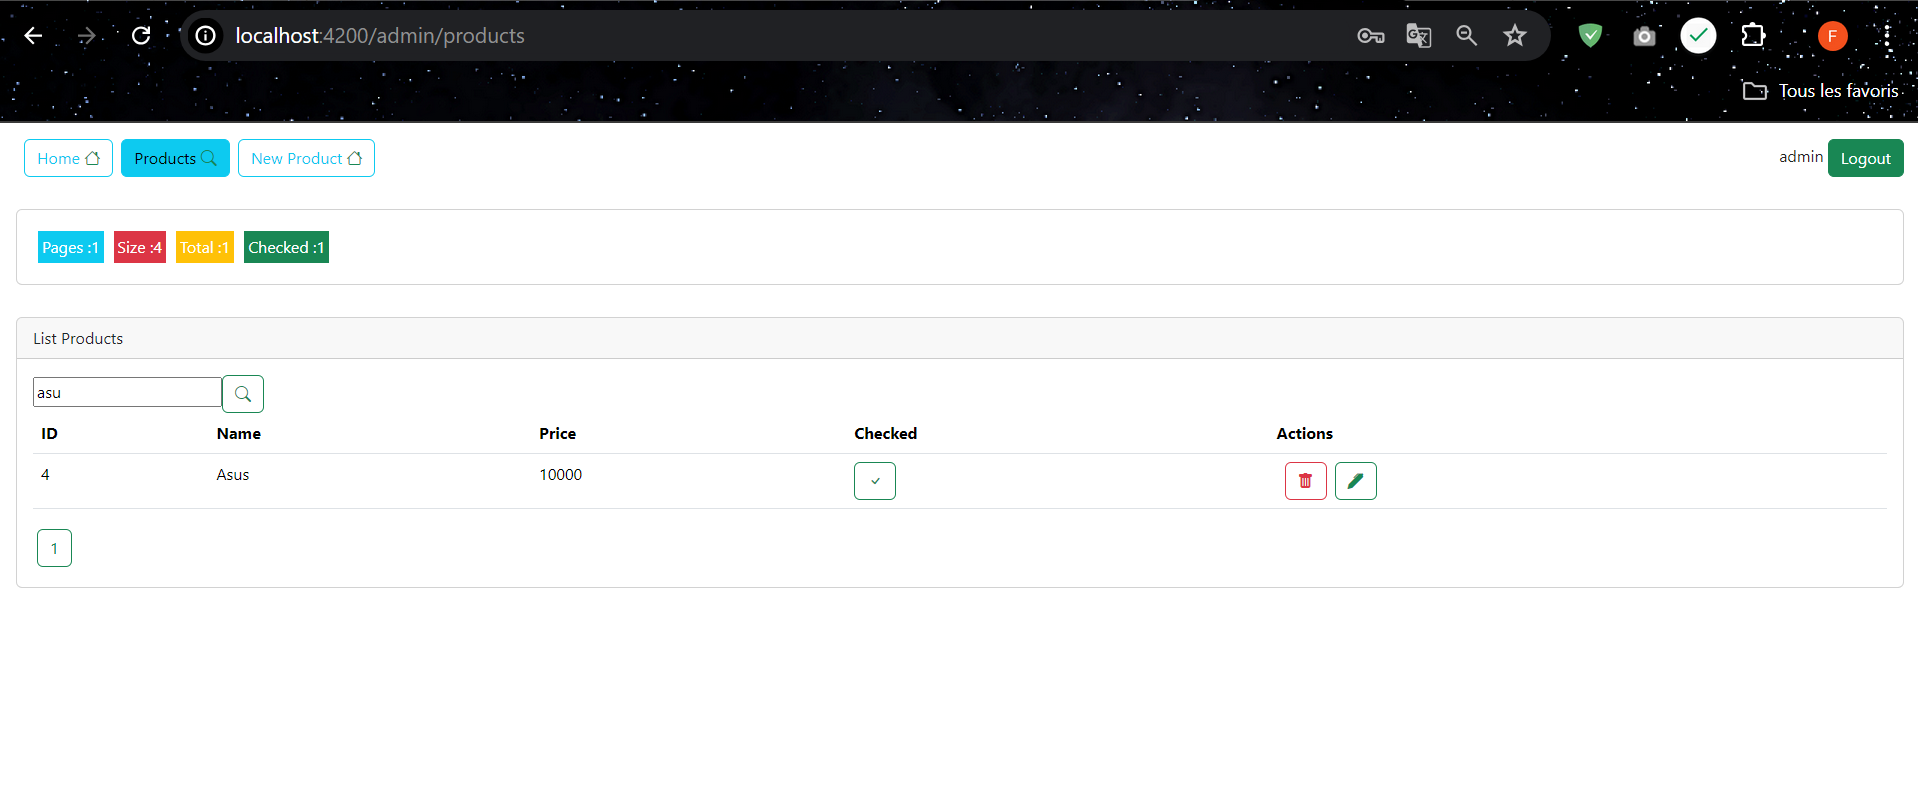 localhost:4200/admin/products
F
Tous les favoris
Home Products New Product admin Logout
Pages :1 Size :4 Total :1 Checked :1
List Products
asu
ID Name Price Checked Actions
4 Asus 10000
1